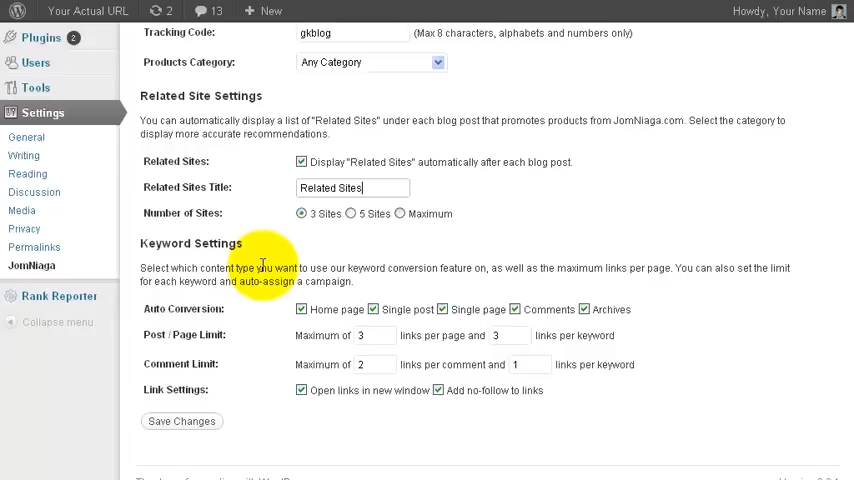 Your Actual URL 2 13 + New Howdy, Your Name
Plugins 2
Users
Tools
Settings
General
Writing
Reading
Discussion
Media
Privacy
Permalinks
JomNiaga
Rank Reporter
Collapse menu
Tracking Code: gkblog (Max 8 characters, alphabets and numbers only)
Products Category: Any Category
Related Site Settings
You can automatically display a list of "Related Sites" under each blog post that promotes products from JomNiaga.com. Select the category to
display more accurate recommendations.
Related Sites: Display "Related Sites" automatically after each blog post.
Related Sites Title: Related Sites
Number of Sites: 3 Sites 5 Sites Maximum
Keyword Settings
Select which content type you want to use our keyword conversion feature on, as well as the maximum links per page. You can also set the limit
for each keyword and auto-assign a campaign.
Auto Conversion: Home page Single post Single page Comments Archives
Post / Page Limit: Maximum of 3 links per page and 3 links per keyword
Comment Limit: Maximum of 2 links per comment and 1 links per keyword
Link Settings: Open links in new window Add no-follow to links
Save Changes